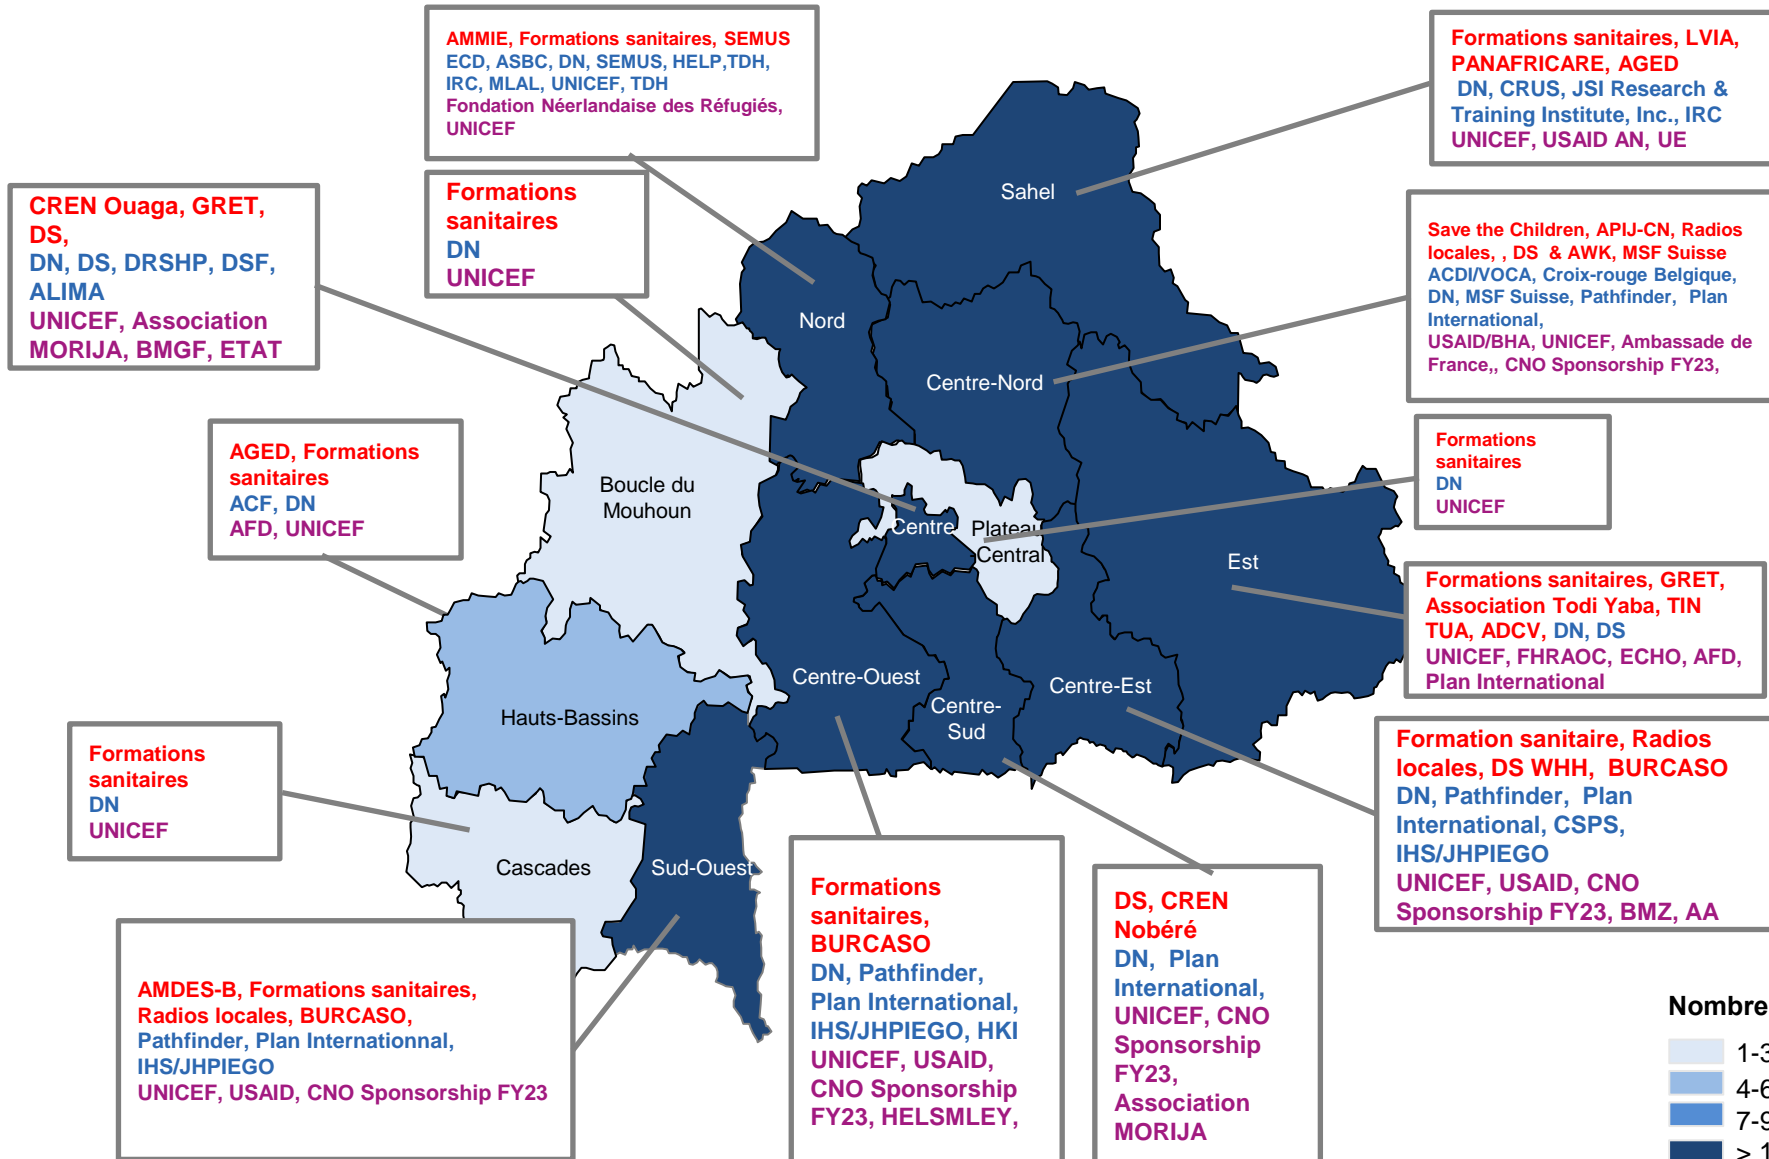 AMMIE, Formations sanitaires, SEMUS
ECD, ASBC, DN, SEMUS, HELP,TDH,
IRC, MLAL, UNICEF, TDH
Fondation Néerlandaise des Réfugiés,
UNICEF
Formations sanitaires, LVIA,
PANAFRICARE, AGED
DN, CRUS, JSI Research &
Training Institute, Inc., IRC
UNICEF, USAID AN, UE
CREN Ouaga, GRET,
DS,
DN, DS, DRSHP, DSF,
ALIMA
UNICEF, Association
MORIJA, BMGF, ETAT
Formations
sanitaires
DN
UNICEF
Save the Children, APIJ-CN, Radios
locales, , DS & AWK, MSF Suisse
ACDI/VOCA, Croix-rouge Belgique,
DN, MSF Suisse, Pathfinder, Plan
International,
USAID/BHA, UNICEF, Ambassade de
France,, CNO Sponsorship FY23,
AGED, Formations
sanitaires
ACF, DN
AFD, UNICEF
Formations
sanitaires
DN
UNICEF
Sahel
Nord
Centre-Nord
Boucle du
Mouhoun
Centre
Plateau
-Central
Est
Centre-Ouest
Centre-Est
Centre-
Sud
Hauts-Bassins
Cascades
Sud-Ouest
Formations sanitaires, GRET,
Association Todi Yaba, TIN
TUA, ADCV, DN, DS
UNICEF, FHRAOC, ECHO, AFD,
Plan International
Formations
sanitaires
DN
UNICEF
Formation sanitaire, Radios
locales, DS WHH, BURCASO
DN, Pathfinder, Plan
International, CSPS,
IHS/JHPIEGO
UNICEF, USAID, CNO
Sponsorship FY23, BMZ, AA
AMDES-B, Formations sanitaires,
Radios locales, BURCASO,
Pathfinder, Plan Internationnal,
IHS/JHPIEGO
UNICEF, USAID, CNO Sponsorship FY23
Formations
sanitaires,
BURCASO
DN, Pathfinder,
Plan International,
IHS/JHPIEGO, HKI
UNICEF, USAID,
CNO Sponsorship
FY23, HELSMLEY,
DS, CREN
Nobéré
DN, Plan
International,
UNICEF, CNO
Sponsorship
FY23,
Association
MORIJA
Nombre
1-3
4-6
7-9
> 1